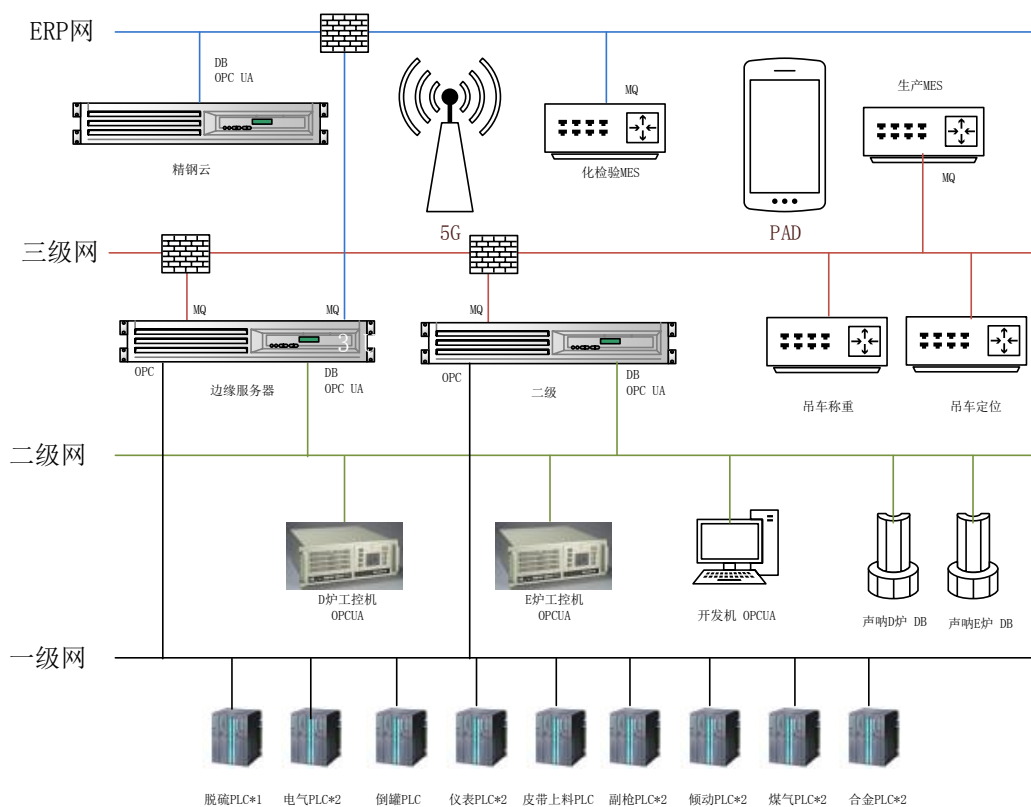 ERP网
DB
OPC UA
精钢云
MQ
化检验MES
生产MES
MQ
5G
PAD
三级网
MQ
MQ
3
OPC
边缘服务器
DB
OPC UA
MQ
OPC
二级
DB
OPC UA
吊车称重
吊车定位
二级网
D炉工控机
OPCUA
E炉工控机
OPCUA
开发机 OPCUA
声呐D炉 DB
声呐E炉 DB
一级网
脱硫PLC*1
电气PLC*2
倒罐PLC
仪表PLC*2
皮带上料PLC
副枪PLC*2
倾动PLC*2
煤气PLC*2
合金PLC*2